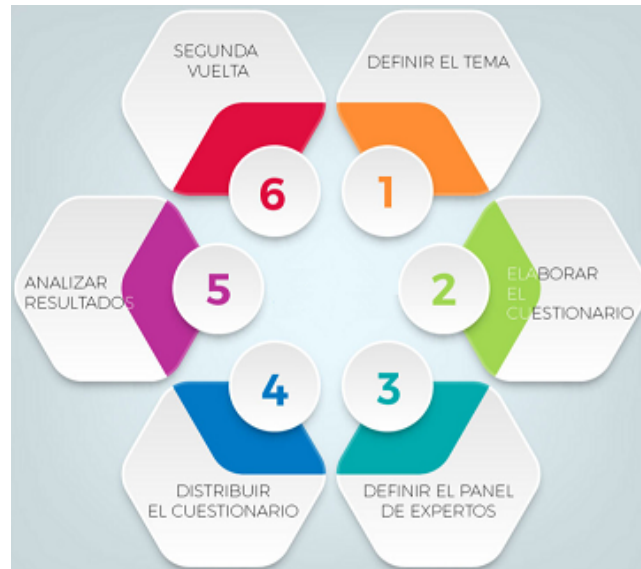 1
DEFINIR EL TEMA
2
ELABORAR
EL
CUESTIONARIO
3
DEFINIR EL PANEL
DE EXPERTOS
4
DISTRIBUIR
EL CUESTIONARIO
5
ANALIZAR
RESULTADOS
6
SEGUNDA
VUELTA